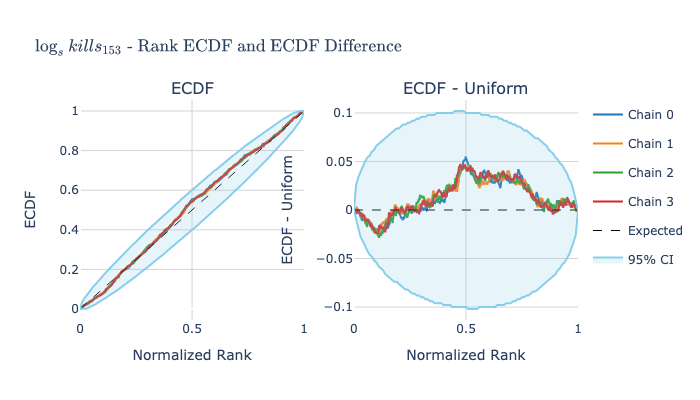 log_s kills_153 - Rank ECDF and ECDF Difference
ECDF
ECDF
1
0.8
0.6
0.4
0.2
0
0
0.5
1
Normalized Rank
ECDF - Uniform
ECDF - Uniform
0.1
0.05
0
−0.05
−0.1
0
0.5
1
Normalized Rank
Chain 0
Chain 1
Chain 2
Chain 3
Expected
95% CI